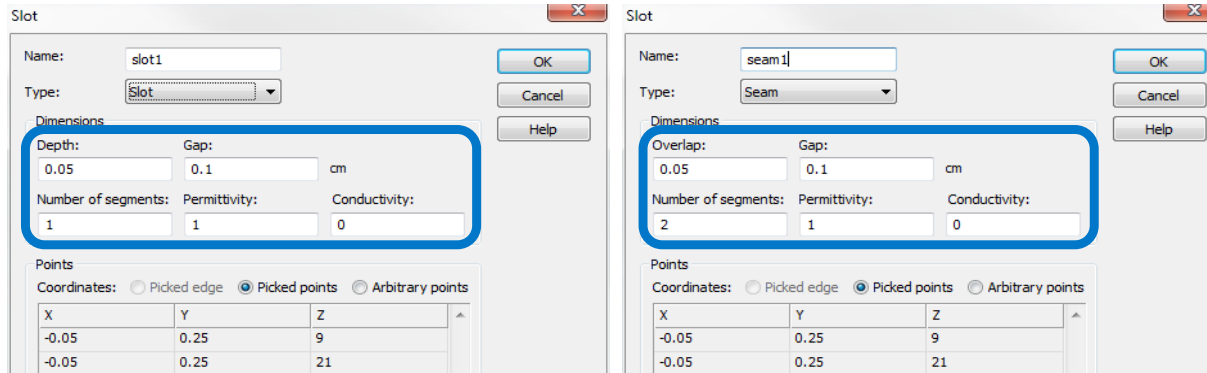 Slot
Name: slot1
OK
Type: Slot
Cancel
Dimensions
Help
Depth: Gap:
0.05 0.1 cm
Number of segments: Permittivity: Conductivity:
1 1 0
Points
Coordinates: Picked edge Picked points Arbitrary points
X Y Z
-0.05 0.25 9
-0.05 0.25 21
Slot
Name: seam1
OK
Type: Seam
Cancel
Dimensions
Help
Overlap: Gap:
0.05 0.1 cm
Number of segments: Permittivity: Conductivity:
2 1 0
Points
Coordinates: Picked edge Picked points Arbitrary points
X Y Z
-0.05 0.25 9
-0.05 0.25 21